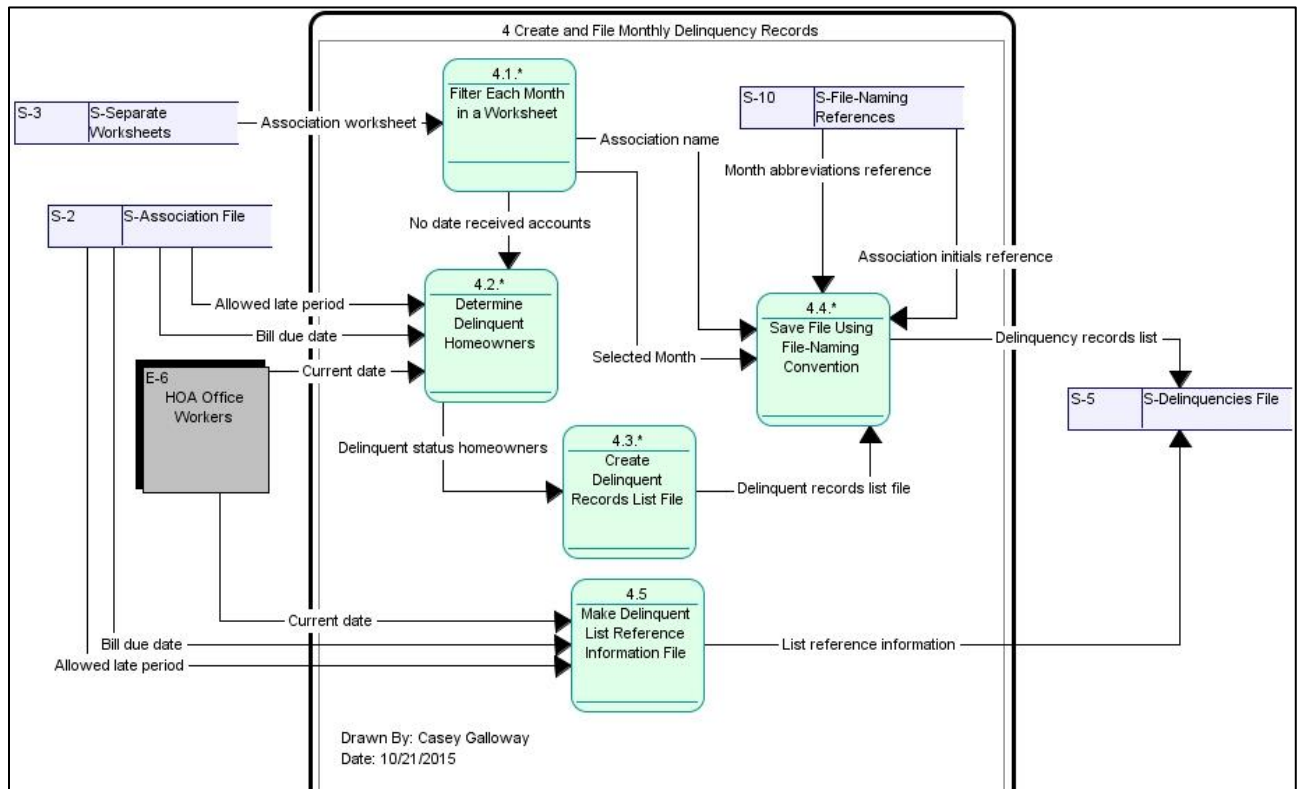 4 Create and File Monthly Delinquency Records
4.1.*
Filter Each Month
in a Worksheet
S-3
S-Separate
Worksheets
Association worksheet
S-10
S-File-Naming
References
Association name
Month abbreviations reference
S-2
S-Association File
No date received accounts
Association initials reference
4.2.*
Determine
Delinquent
Homeowners
Allowed late period
Bill due date
Current date
4.4.*
Save File Using
File-Naming
Convention
Selected Month
Delinquency records list
E-6
HOA Office
Workers
S-5
S-Delinquencies File
Delinquent status homeowners
4.3.*
Create
Delinquent
Records List File
Delinquent records list file
4.5
Make Delinquent
List Reference
Information File
Current date
Bill due date
Allowed late period
List reference information
Drawn By: Casey Galloway
Date: 10/21/2015